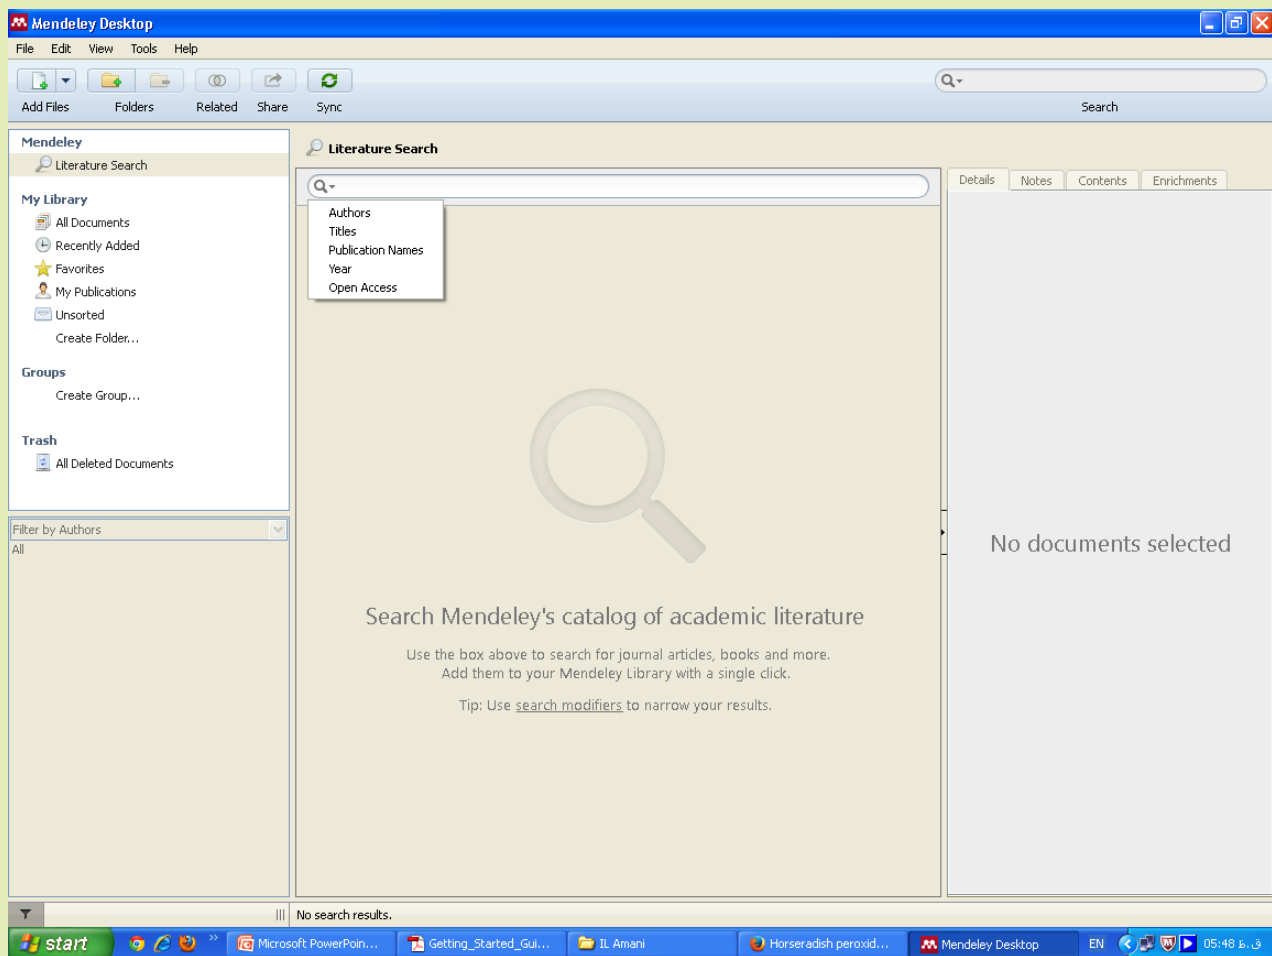 Mendeley Desktop
File Edit View Tools Help
Add Files Folders Related Share Sync Search
Mendeley
Literature Search
My Library
All Documents
Recently Added
Favorites
My Publications
Unsorted
Create Folder...
Groups
Create Group...
Trash
All Deleted Documents
Filter by Authors
All
Literature Search
Authors
Titles
Publication Names
Year
Open Access
Search Mendeley's catalog of academic literature
Use the box above to search for journal articles, books and more.
Add them to your Mendeley Library with a single click.
Tip: Use search modifiers to narrow your results.
Details Notes Contents Enrichments
No documents selected
No search results.
start Microsoft PowerPoin... Getting_Started_Gui... IL Amani Horseradish peroxid... Mendeley Desktop EN 05:48 ق.ظ